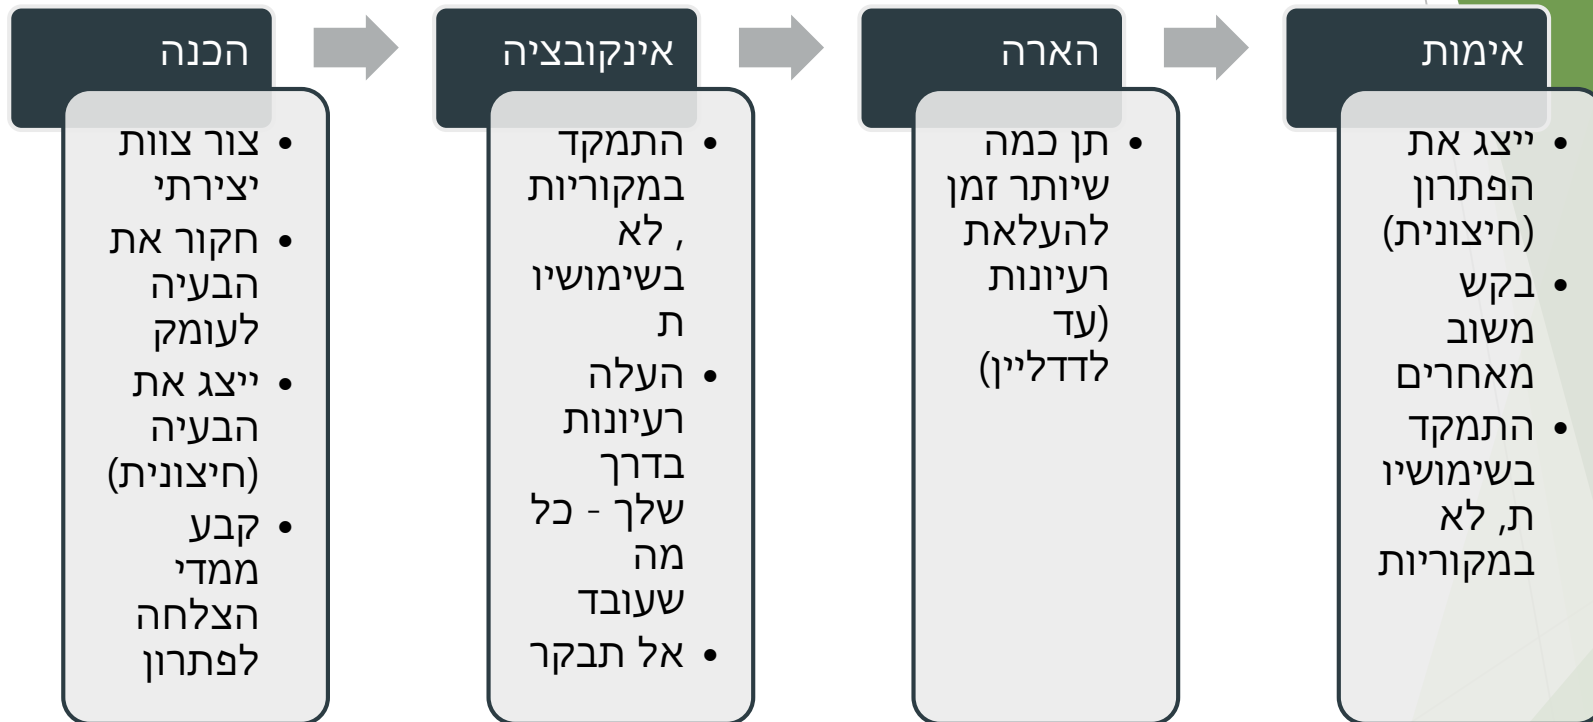 הכנה
• צור צוות
יצירתי
• חקור את
הבעיה
לעומק
• ייצג את
הבעיה
(חיצונית)
• קבע
ממדי
הצלחה
לפתרון
אינקובציה
• התמקד
במקוריות
, לא
בשימושיו
ת
• העלה
רעיונות
בדרך
שלך - כל
מה
שעובד
• אל תבקר
הארה
• תן כמה
שיותר זמן
להעלאת
רעיונות
(עד
לדדליין)
אימות
• ייצג את
הפתרון
(חיצונית)
• בקש
משוב
מאחרים
• התמקד
בשימושיו
ת, לא
במקוריות